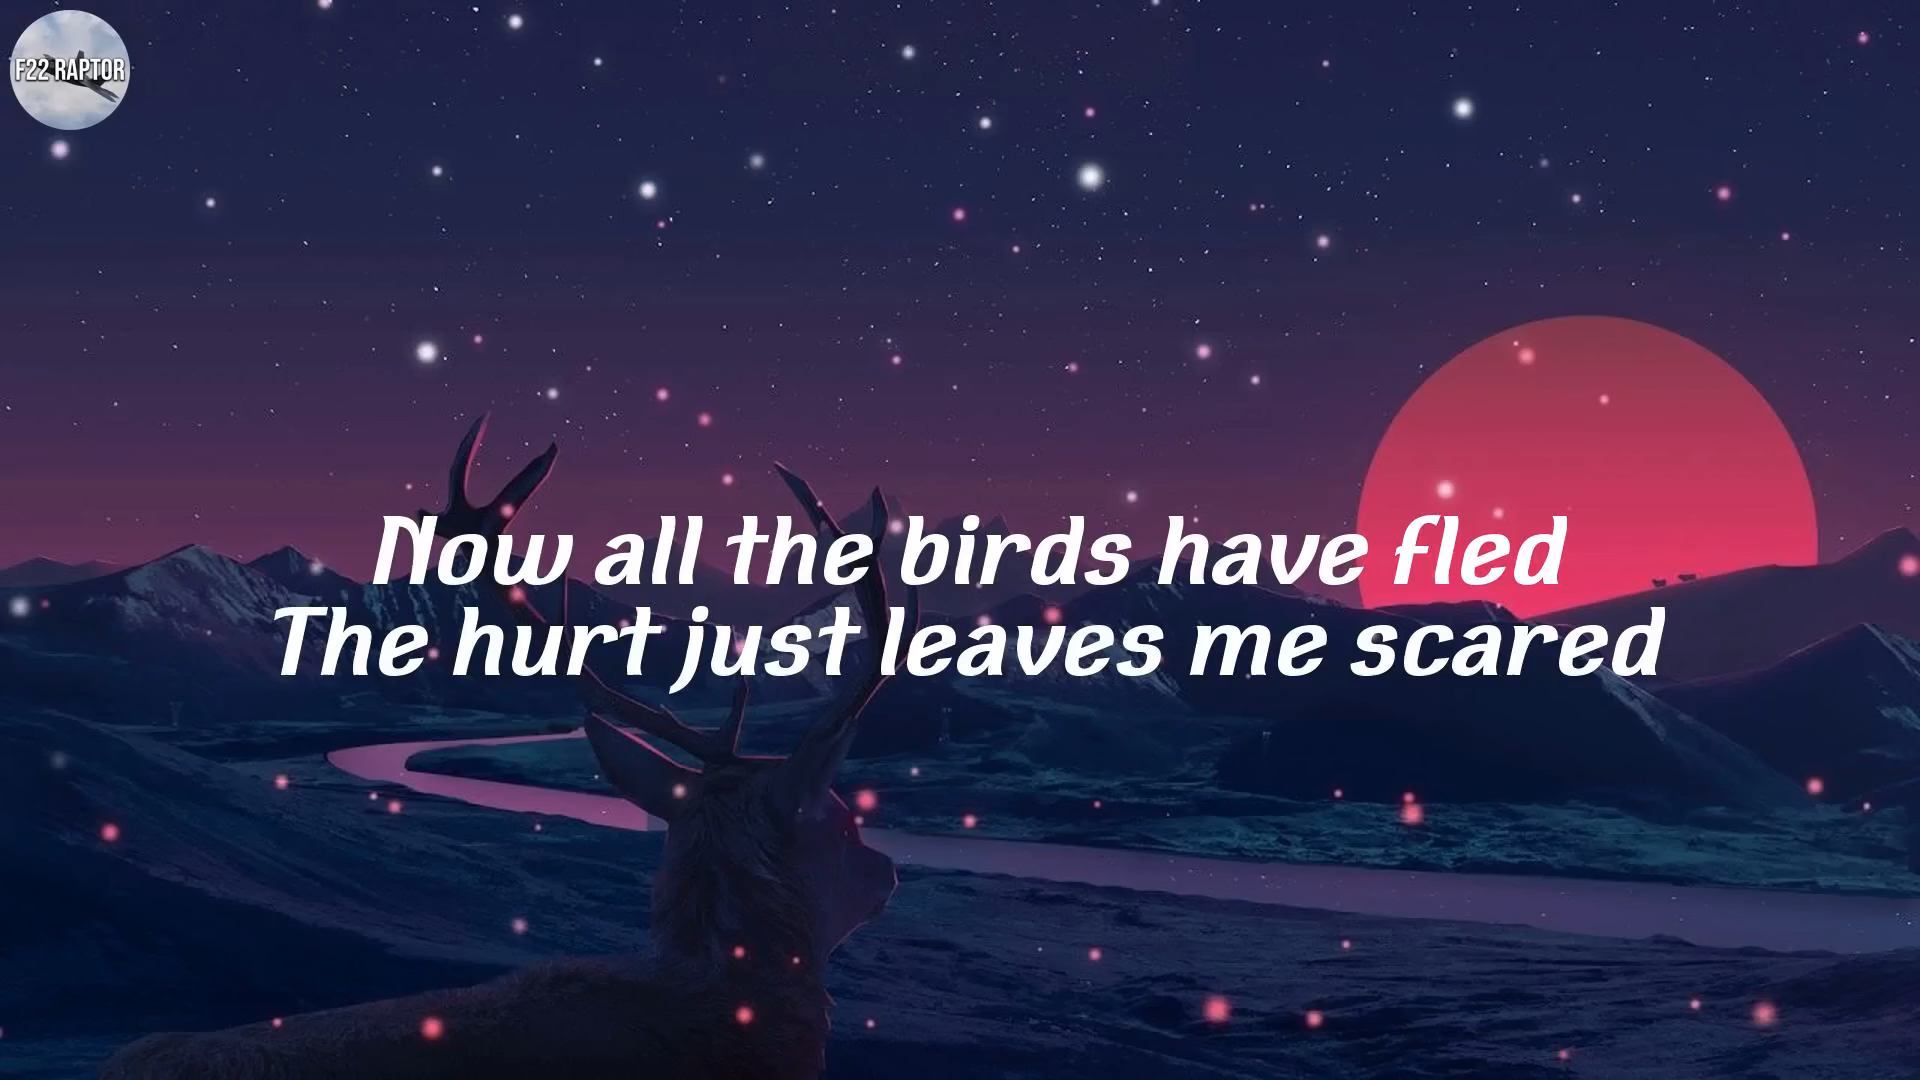 F22 RAPTOR
Now all the birds have fled
The hurt just leaves me scared